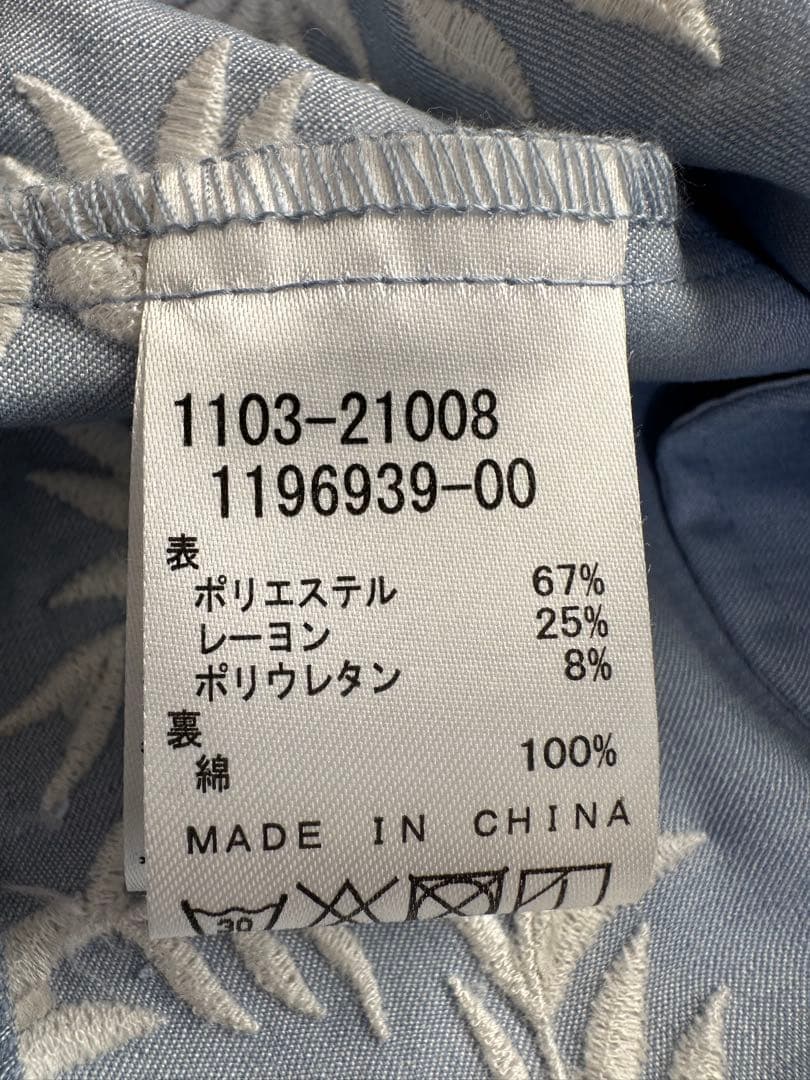 1103-21008
1196939-00
表
ポリエステル 67%
レーヨン 25%
ポリウレタン 8%
裏
綿 100%
MADE IN CHINA
30